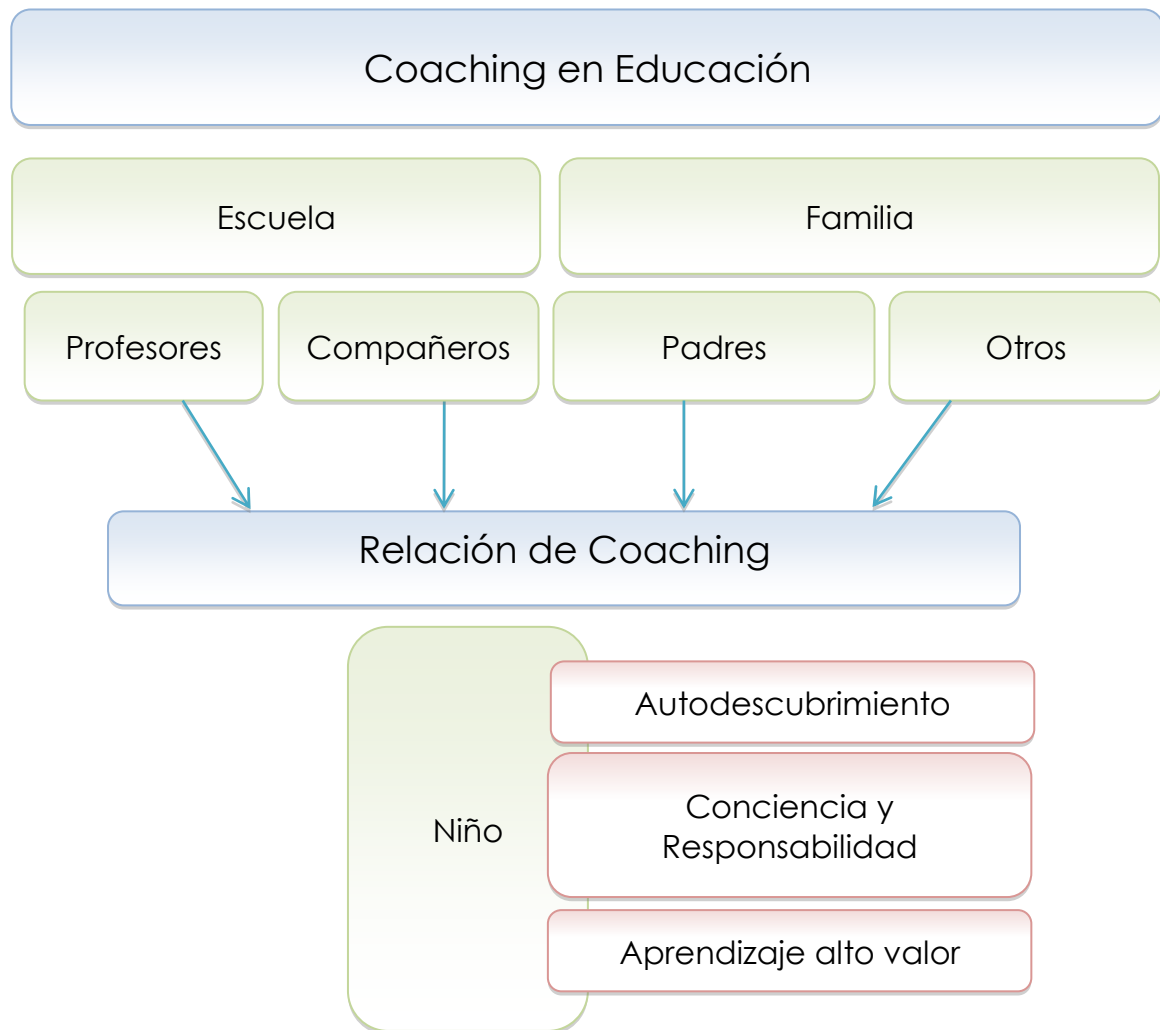 Coaching en Educación
Escuela
Familia
Profesores
Compañeros
Padres
Otros
Relación de Coaching
Niño
Autodescubrimiento
Conciencia y
Responsabilidad
Aprendizaje alto valor